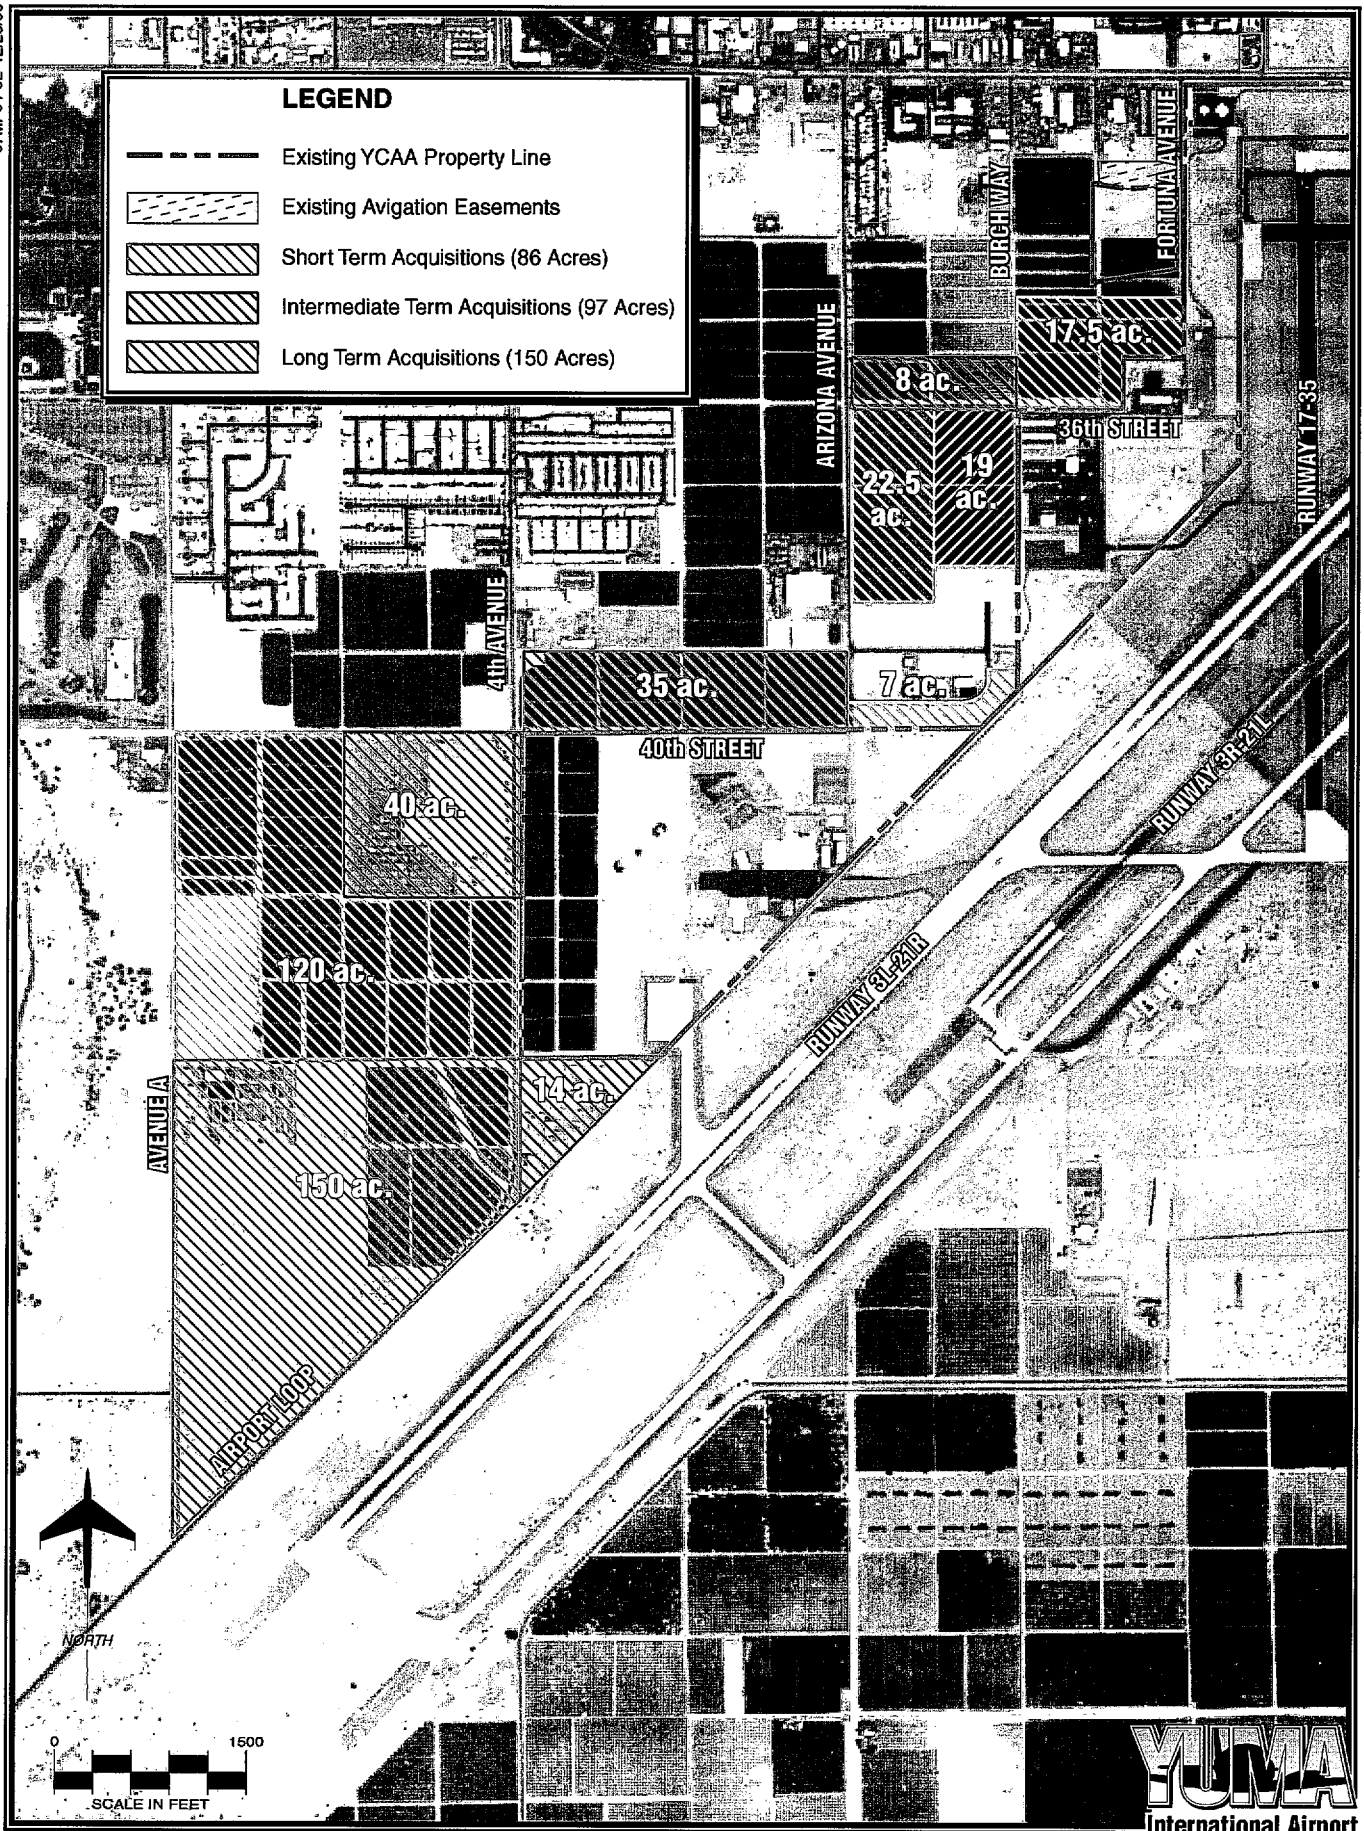 LEGEND
Existing YCAA Property Line
Existing Avigation Easements
Short Term Acquisitions (86 Acres)
Intermediate Term Acquisitions (97 Acres)
Long Term Acquisitions (150 Acres)
BURCH WAY
FORTUNA AVENUE
ARIZONA AVENUE
17.5 ac.
8 ac.
36th STREET
RUNWAY 17-35
22.5
ac.
19
ac.
4th AVENUE
35 ac.
7 ac.
40th STREET
40 ac.
RUNWAY 3R-21L
120 ac.
RUNWAY 3L-21R
AVENUE A
14 ac.
150 ac.
AIRPORT LOOP
NORTH
0 1500
SCALE IN FEET
YUMA
International Airport